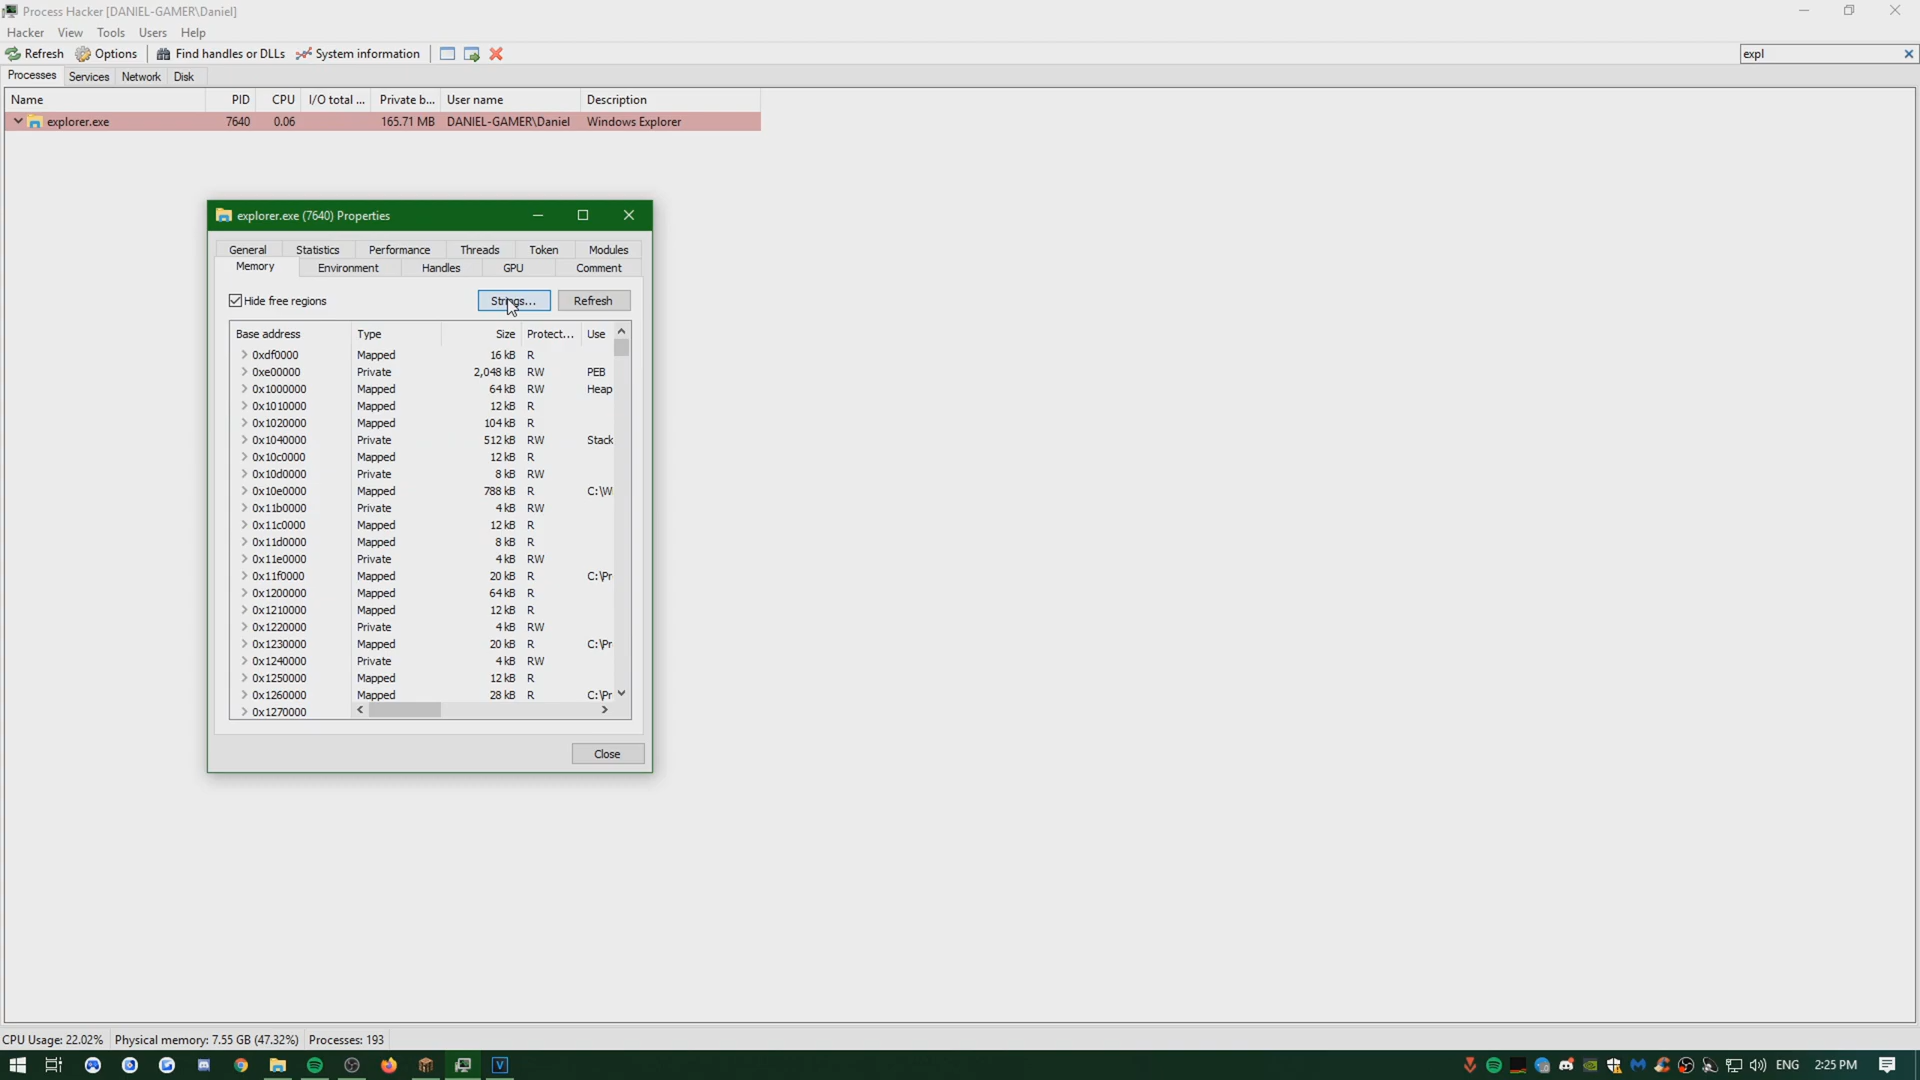 Process Hacker [DANIEL-GAMER\Daniel]
Hacker View Tools Users Help
Refresh Options Find handles or DLLs System information expl
Processes Services Network Disk
Name PID CPU I/O total ... Private b... User name Description
explorer.exe 7640 0.06 165.71 MB DANIEL-GAMER\Daniel Windows Explorer
explorer.exe (7640) Properties
General Statistics Performance Threads Token Modules
Memory Environment Handles GPU Comment
Hide free regions Strings... Refresh
Base address Type Size Protect... Use
0xdf0000 Mapped 16 kB R
0xe00000 Private 2,048 kB RW PEB
0x1000000 Mapped 64 kB RW Heap
0x1010000 Mapped 12 kB R
0x1020000 Mapped 104 kB R
0x1040000 Private 512 kB RW Stack
0x10c0000 Mapped 12 kB R
0x10d0000 Private 8 kB RW
0x10e0000 Mapped 788 kB R C:\Wi
0x11b0000 Private 4 kB RW
0x11c0000 Mapped 12 kB R
0x11d0000 Mapped 8 kB R
0x11e0000 Private 4 kB RW
0x11f0000 Mapped 20 kB R C:\Pr
0x1200000 Mapped 64 kB R
0x1210000 Mapped 12 kB R
0x1220000 Private 4 kB RW
0x1230000 Mapped 20 kB R C:\Pr
0x1240000 Private 4 kB RW
0x1250000 Mapped 12 kB R
0x1260000 Mapped 28 kB R C:\Pr
0x1270000
Close
CPU Usage: 22.02% Physical memory: 7.55 GB (47.32%) Processes: 193
V ENG 2:25 PM